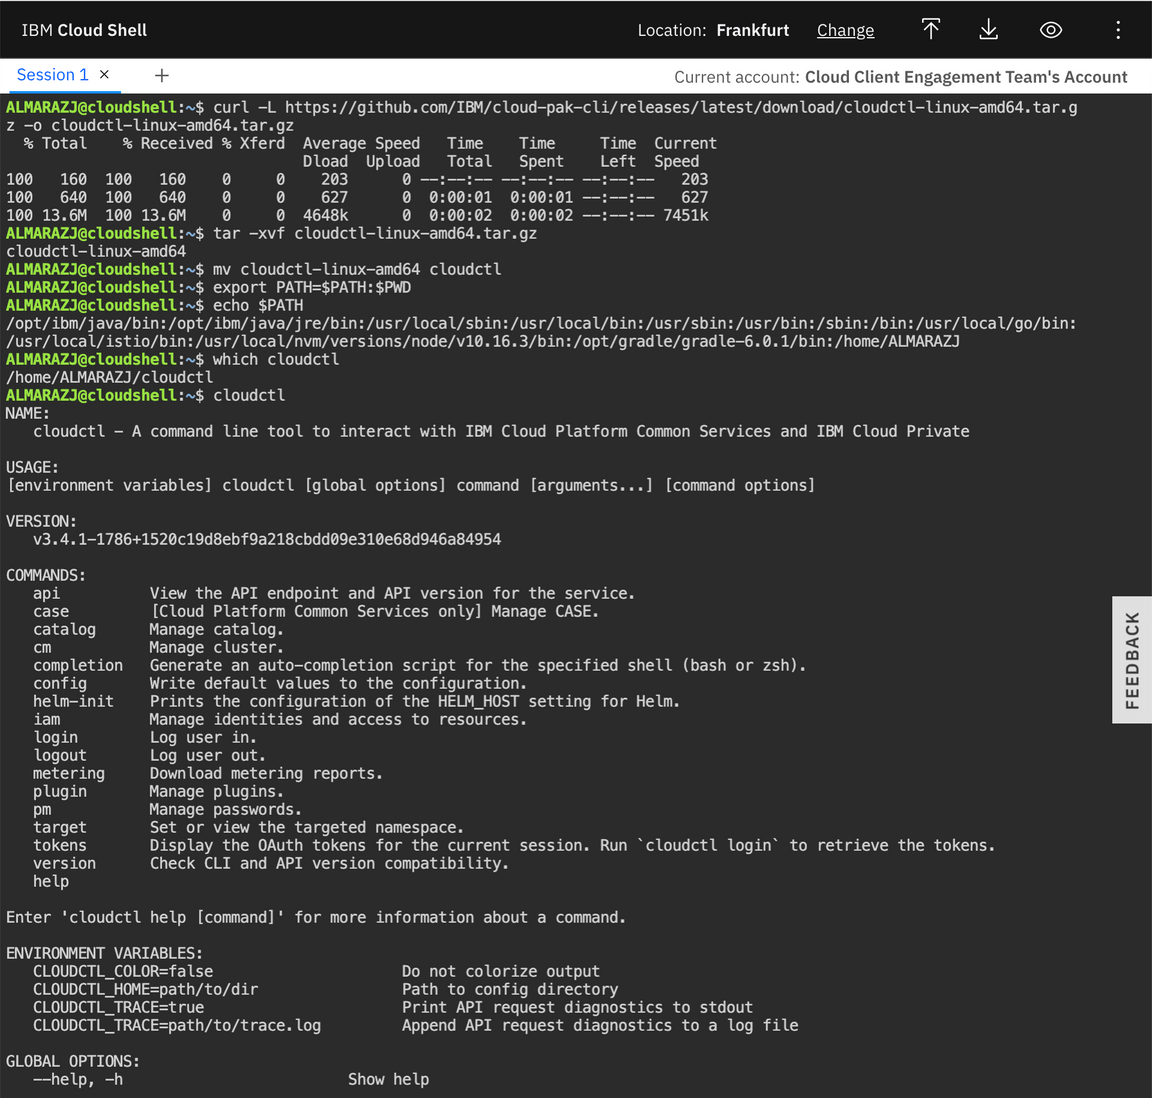 IBM Cloud Shell
Location: Frankfurt Change
Session 1 × +
Current account: Cloud Client Engagement Team's Account
ALMARAZJ@cloudshell:~$ curl -L https://github.com/IBM/cloud-pak-cli/releases/latest/download/cloudctl-linux-amd64.tar.g
z -o cloudctl-linux-amd64.tar.gz
  % Total    % Received % Xferd  Average Speed   Time    Time     Time  Current
                                 Dload  Upload   Total   Spent    Left  Speed
100   160  100   160    0     0    203      0 --:--:-- --:--:-- --:--:--   203
100   640  100   640    0     0    627      0  0:00:01  0:00:01 --:--:--   627
100 13.6M  100 13.6M    0     0  4648k      0  0:00:02  0:00:02 --:--:-- 7451k
ALMARAZJ@cloudshell:~$ tar -xvf cloudctl-linux-amd64.tar.gz
cloudctl-linux-amd64
ALMARAZJ@cloudshell:~$ mv cloudctl-linux-amd64 cloudctl
ALMARAZJ@cloudshell:~$ export PATH=$PATH:$PWD
ALMARAZJ@cloudshell:~$ echo $PATH
/opt/ibm/java/bin:/opt/ibm/java/jre/bin:/usr/local/sbin:/usr/local/bin:/usr/sbin:/usr/bin:/sbin:/bin:/usr/local/go/bin:
/usr/local/istio/bin:/usr/local/nvm/versions/node/v10.16.3/bin:/opt/gradle/gradle-6.0.1/bin:/home/ALMARAZJ
ALMARAZJ@cloudshell:~$ which cloudctl
/home/ALMARAZJ/cloudctl
ALMARAZJ@cloudshell:~$ cloudctl
NAME:
   cloudctl - A command line tool to interact with IBM Cloud Platform Common Services and IBM Cloud Private
USAGE:
[environment variables] cloudctl [global options] command [arguments...] [command options]
VERSION:
   v3.4.1-1786+1520c19d8ebf9a218cbdd09e310e68d946a84954
COMMANDS:
   api          View the API endpoint and API version for the service.
   case         [Cloud Platform Common Services only] Manage CASE.
   catalog      Manage catalog.
   cm           Manage cluster.
   completion   Generate an auto-completion script for the specified shell (bash or zsh).
   config       Write default values to the configuration.
   helm-init    Prints the configuration of the HELM_HOST setting for Helm.
   iam          Manage identities and access to resources.
   login        Log user in.
   logout       Log user out.
   metering     Download metering reports.
   plugin       Manage plugins.
   pm           Manage passwords.
   target       Set or view the targeted namespace.
   tokens       Display the OAuth tokens for the current session. Run `cloudctl login` to retrieve the tokens.
   version      Check CLI and API version compatibility.
   help
Enter 'cloudctl help [command]' for more information about a command.
ENVIRONMENT VARIABLES:
   CLOUDCTL_COLOR=false                     Do not colorize output
   CLOUDCTL_HOME=path/to/dir                Path to config directory
   CLOUDCTL_TRACE=true                      Print API request diagnostics to stdout
   CLOUDCTL_TRACE=path/to/trace.log         Append API request diagnostics to a log file
GLOBAL OPTIONS:
   --help, -h                         Show help
FEEDBACK